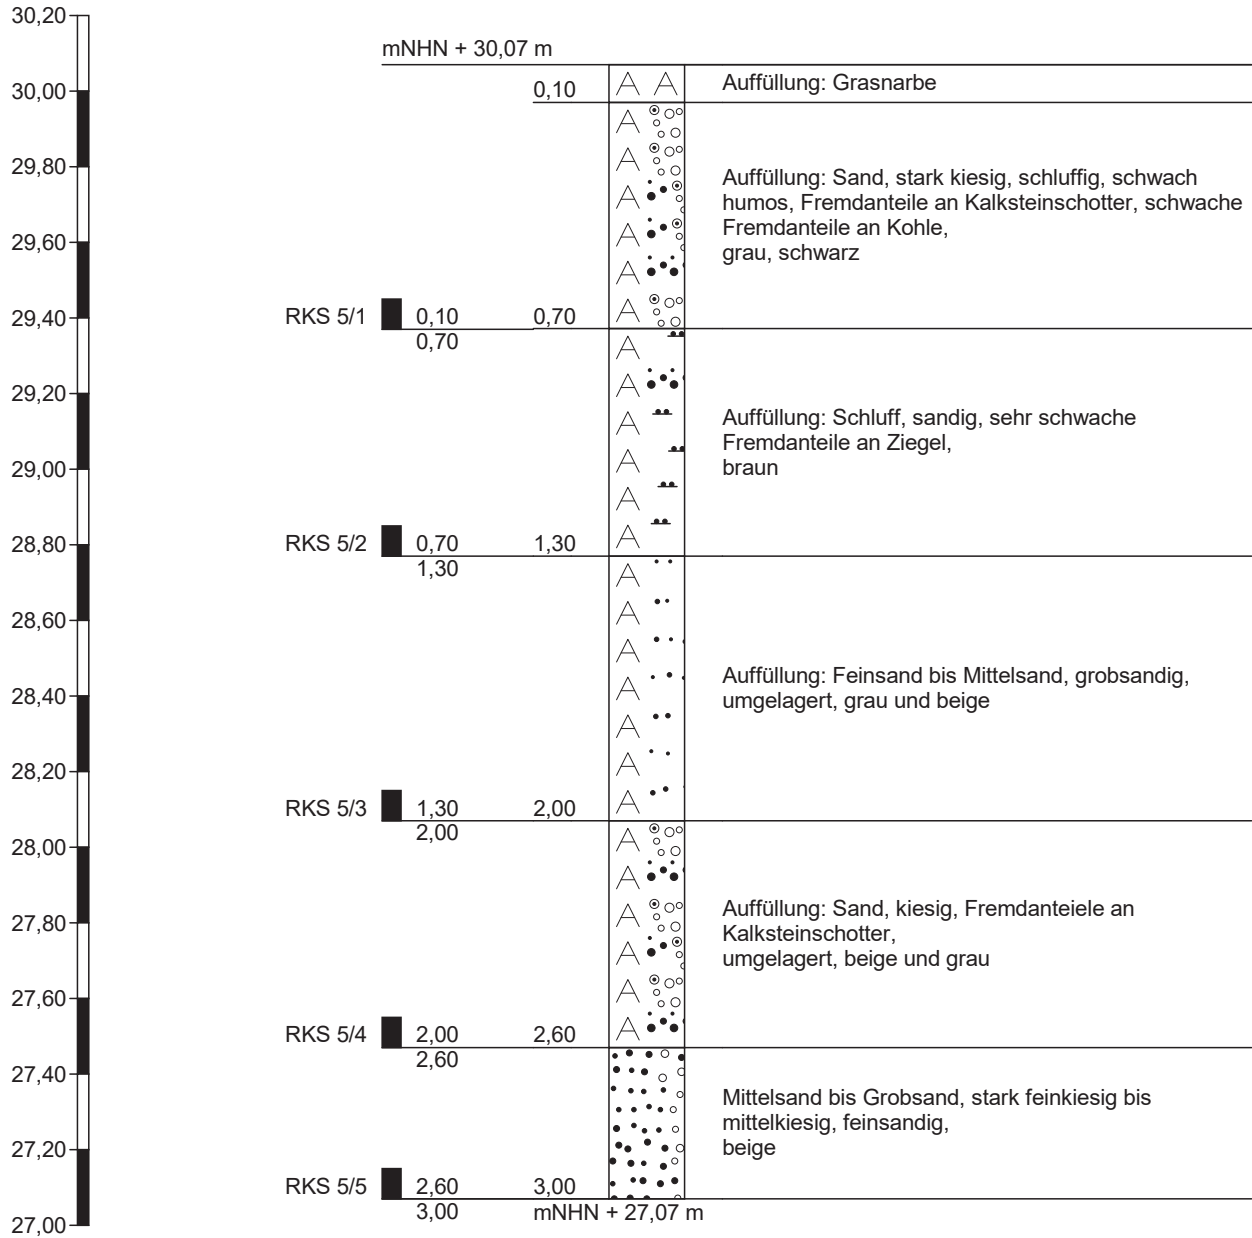 30,20
mNHN + 30,07 m
30,00
0,10
Auffüllung: Grasnarbe
29,80
Auffüllung: Sand, stark kiesig, schluffig, schwach
humos, Fremdanteile an Kalksteinschotter, schwache
Fremdanteile an Kohle,
grau, schwarz
29,60
29,40
RKS 5/1 0,10 0,70
0,70
29,20
Auffüllung: Schluff, sandig, sehr schwache
Fremdanteile an Ziegel,
braun
29,00
28,80
RKS 5/2 0,70 1,30
1,30
28,60
28,40
Auffüllung: Feinsand bis Mittelsand, grobsandig,
umgelagert, grau und beige
28,20
RKS 5/3 1,30 2,00
2,00
28,00
27,80
Auffüllung: Sand, kiesig, Fremdanteiele an
Kalksteinschotter,
umgelagert, beige und grau
27,60
RKS 5/4 2,00 2,60
2,60
27,40
Mittelsand bis Grobsand, stark feinkiesig bis
mittelkiesig, feinsandig,
beige
27,20
RKS 5/5 2,60 3,00
3,00 mNHN + 27,07 m
27,00